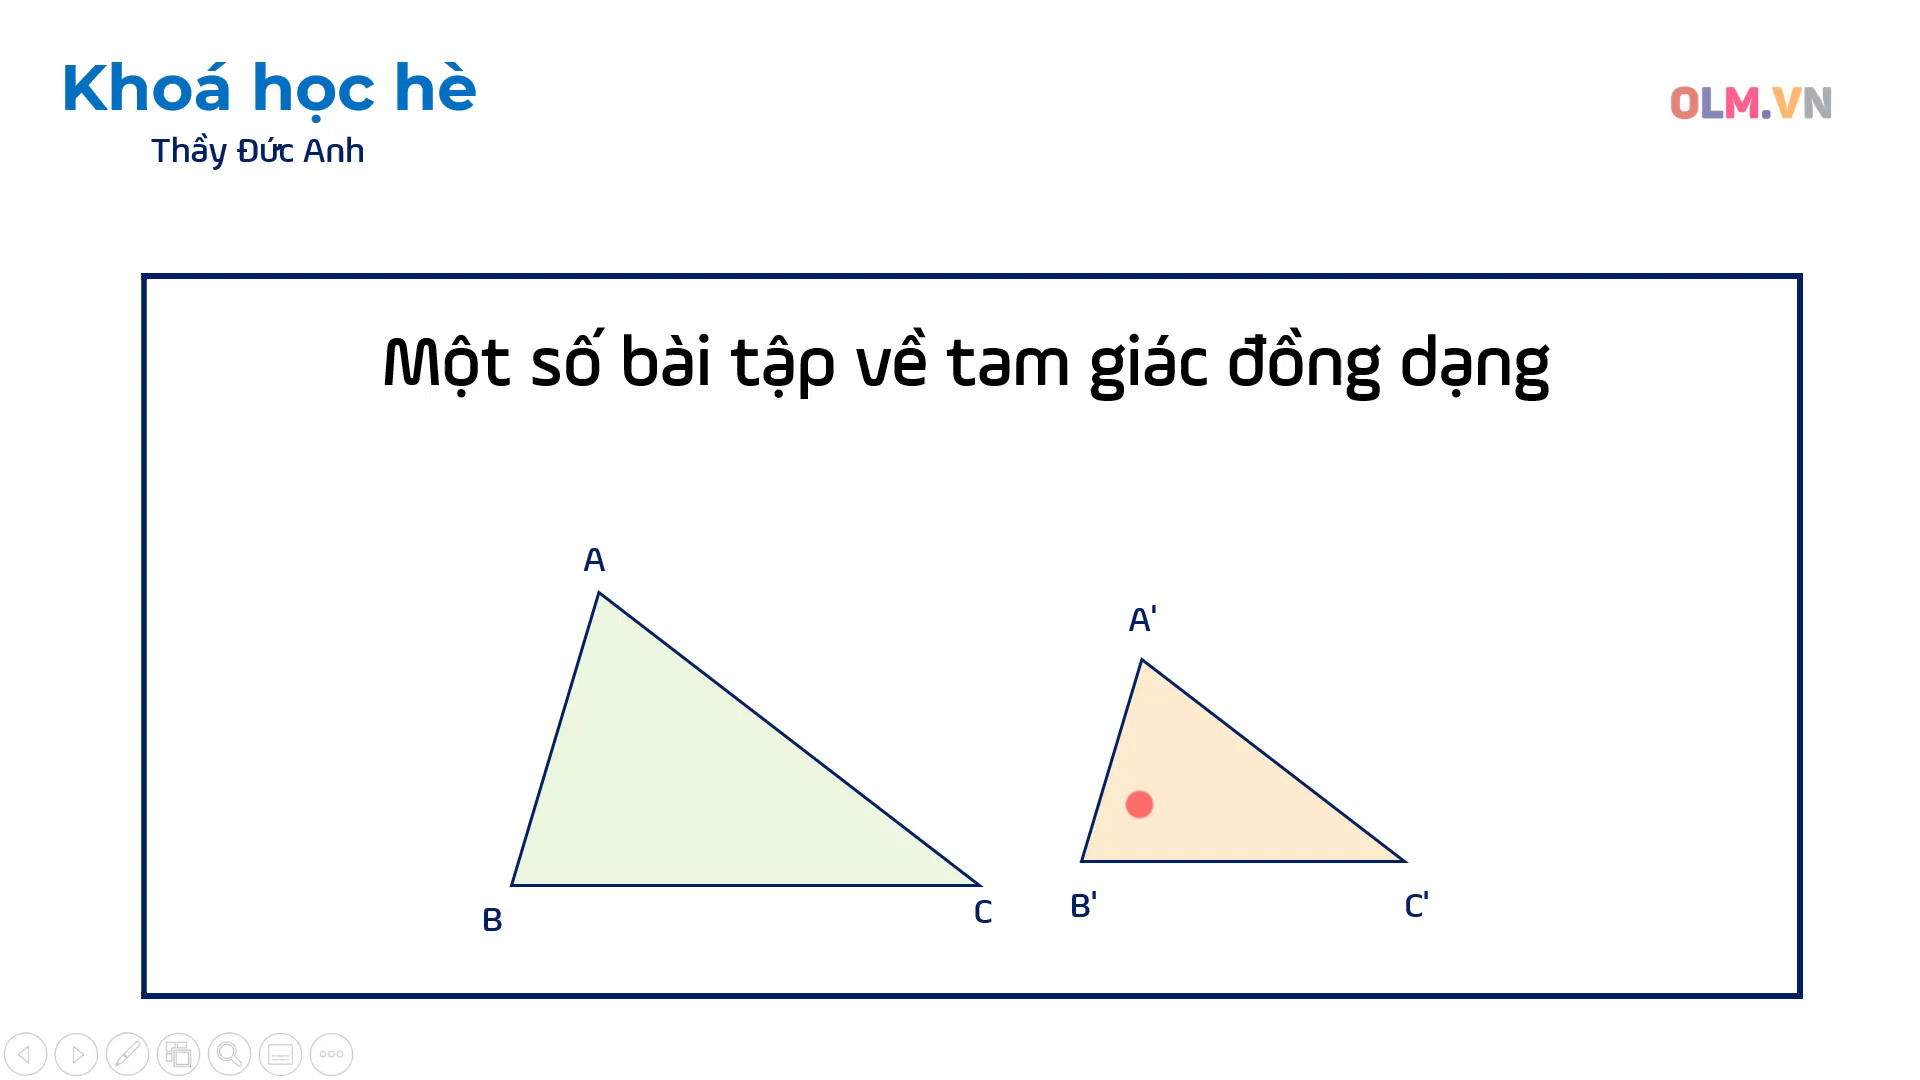 Khoá học hè
Thầy Đức Anh
OLM.VN
Một số bài tập về tam giác đồng dạng
A
A'
B
C
B'
C'